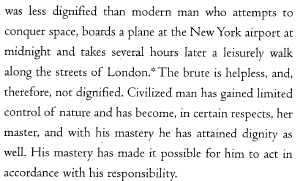 was less dignified than modern man who attempts to
conquer space, boards a plane at the New York airport at
midnight and takes several hours later a leisurely walk
along the streets of London.* The brute is helpless, and,
therefore, not dignified. Civilized man has gained limited
control of nature and has become, in certain respects, her
master, and with his mastery he has attained dignity as
well. His mastery has made it possible for him to act in
accordance with his responsibility.